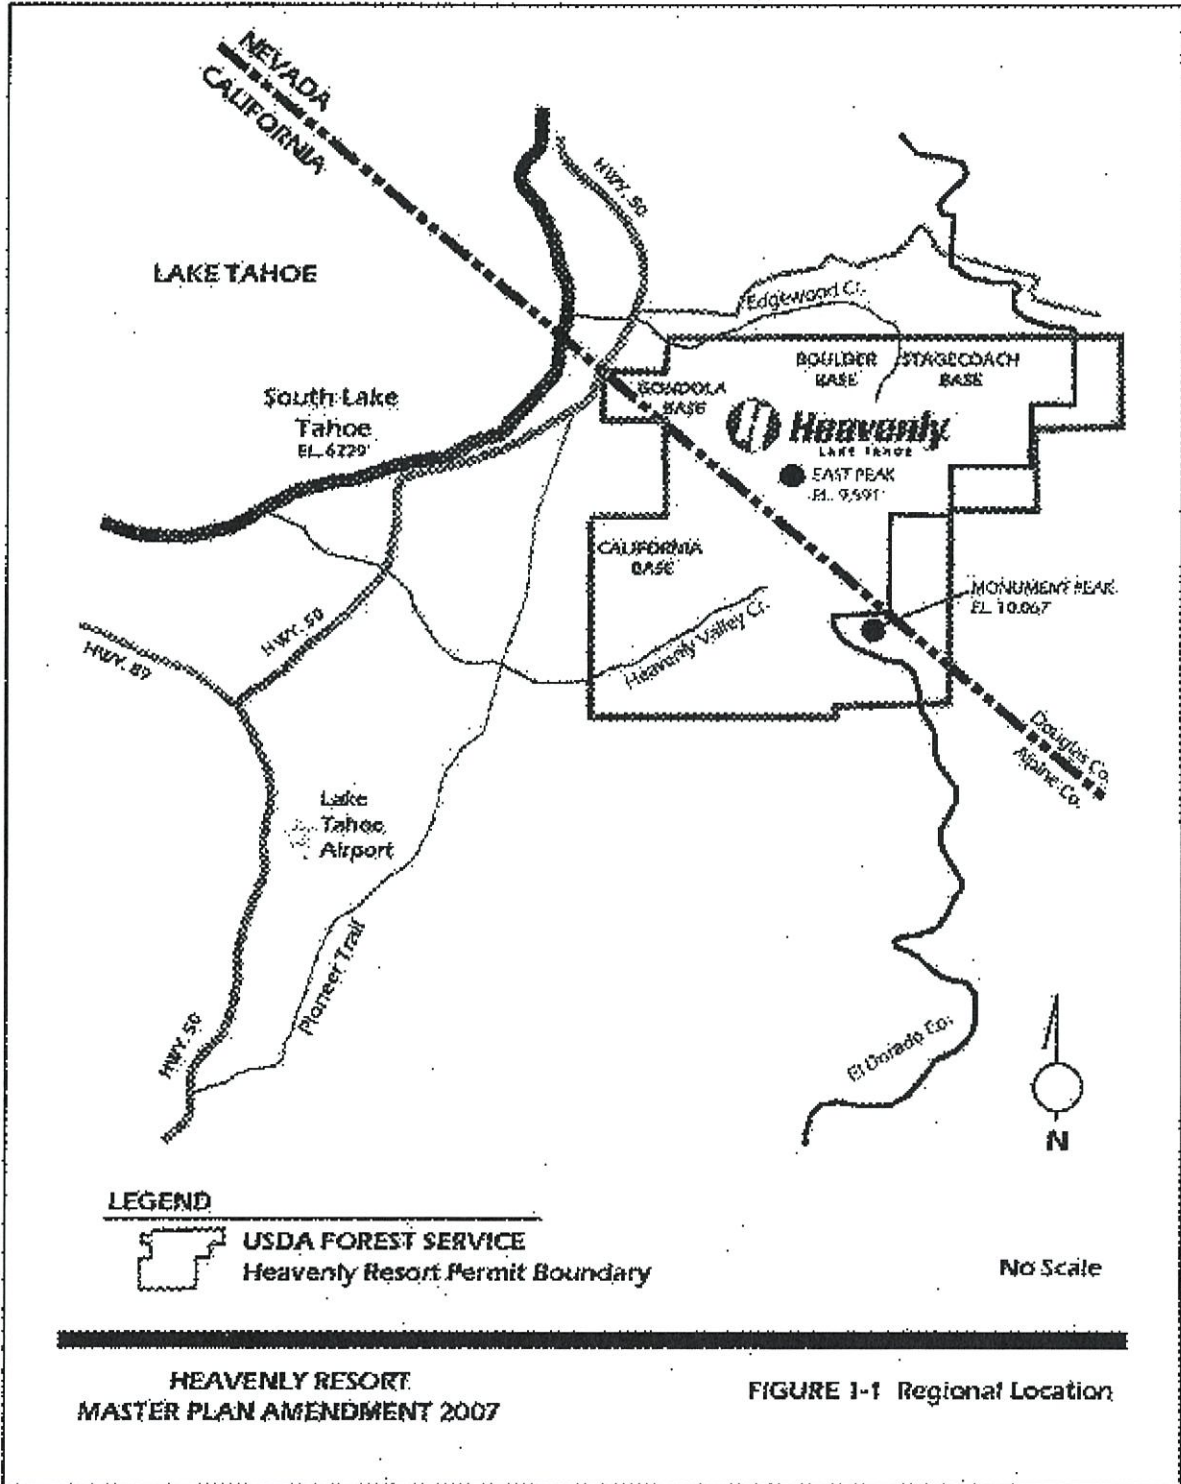 NEVADA
CALIFORNIA
HWY. 50
LAKE TAHOE
Edgewood Cr.
BOULDER
BASE
STAGECOACH
BASE
GONDOLA
BASE
South Lake
Tahoe
EL. 6229'
Heavenly
LAKE TAHOE
EAST PEAK
EL. 9,591'
CALIFORNIA
BASE
MONUMENT PEAK
EL. 10,067
HWY. 50
HWY. 89
Heavenly Valley Cr.
Douglas Co.
Alpine Co.
Lake
Tahoe
Airport
Pioneer Trail
HWY. 50
El Dorado Co.
N
LEGEND
USDA FOREST SERVICE
Heavenly Resort Permit Boundary
No Scale
HEAVENLY RESORT
MASTER PLAN AMENDMENT 2007
FIGURE 1-1 Regional Location